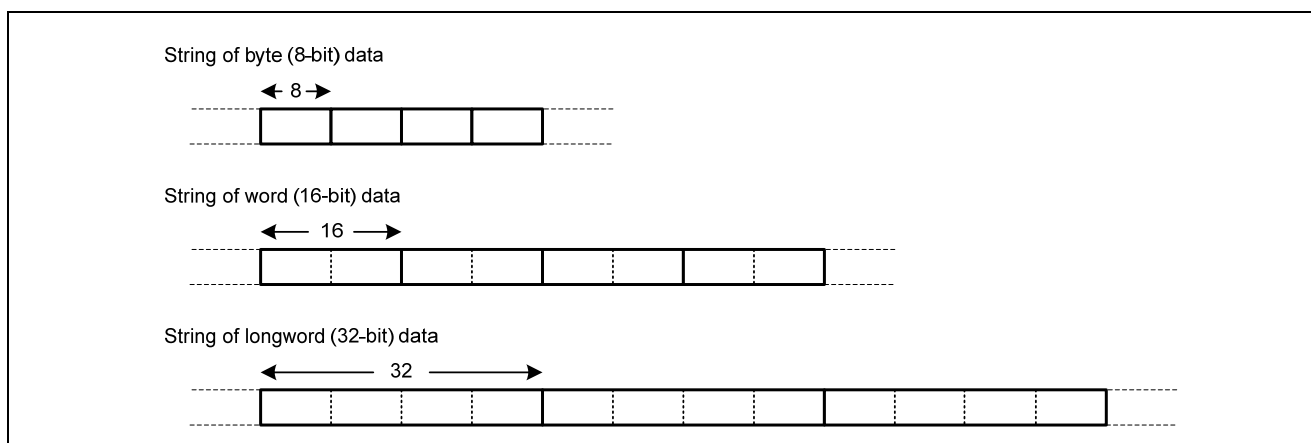 String of byte (8-bit) data
8
String of word (16-bit) data
16
String of longword (32-bit) data
32